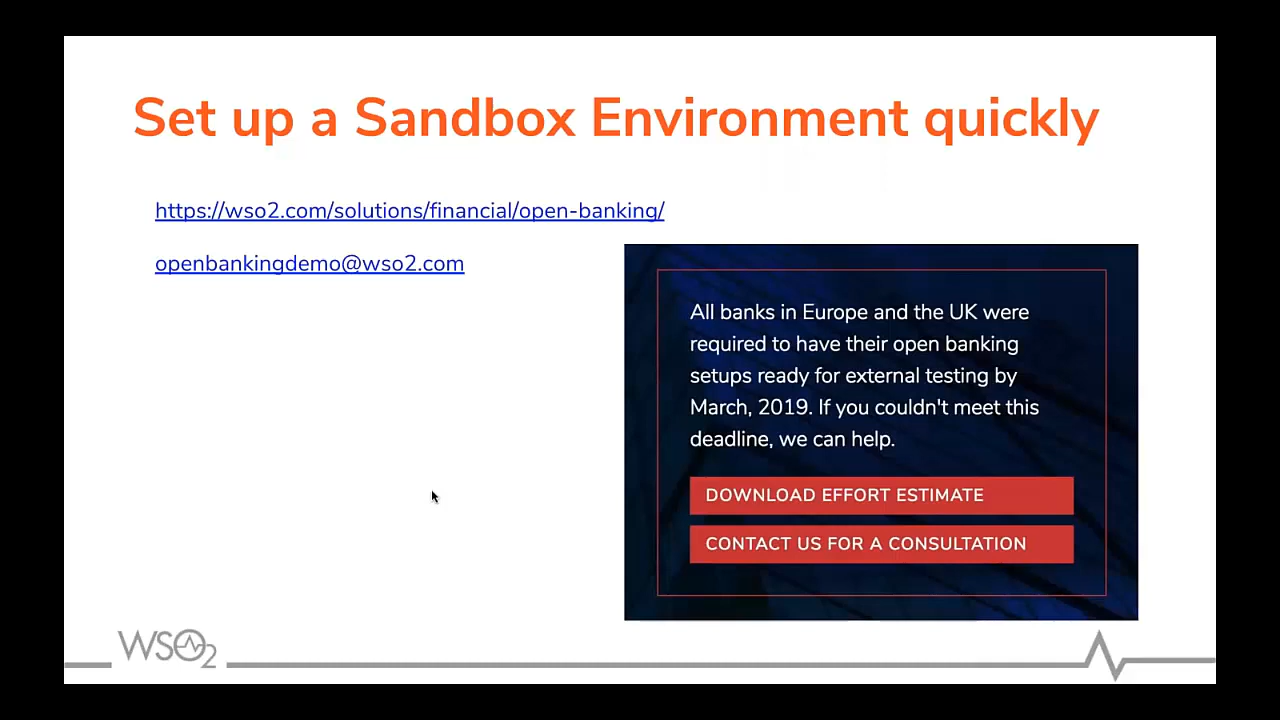 Set up a Sandbox Environment quickly
https://wso2.com/solutions/financial/open-banking/
openbankingdemo@wso2.com
All banks in Europe and the UK were
required to have their open banking
setups ready for external testing by
March, 2019. If you couldn't meet this
deadline, we can help.
DOWNLOAD EFFORT ESTIMATE
CONTACT US FOR A CONSULTATION
WSO2